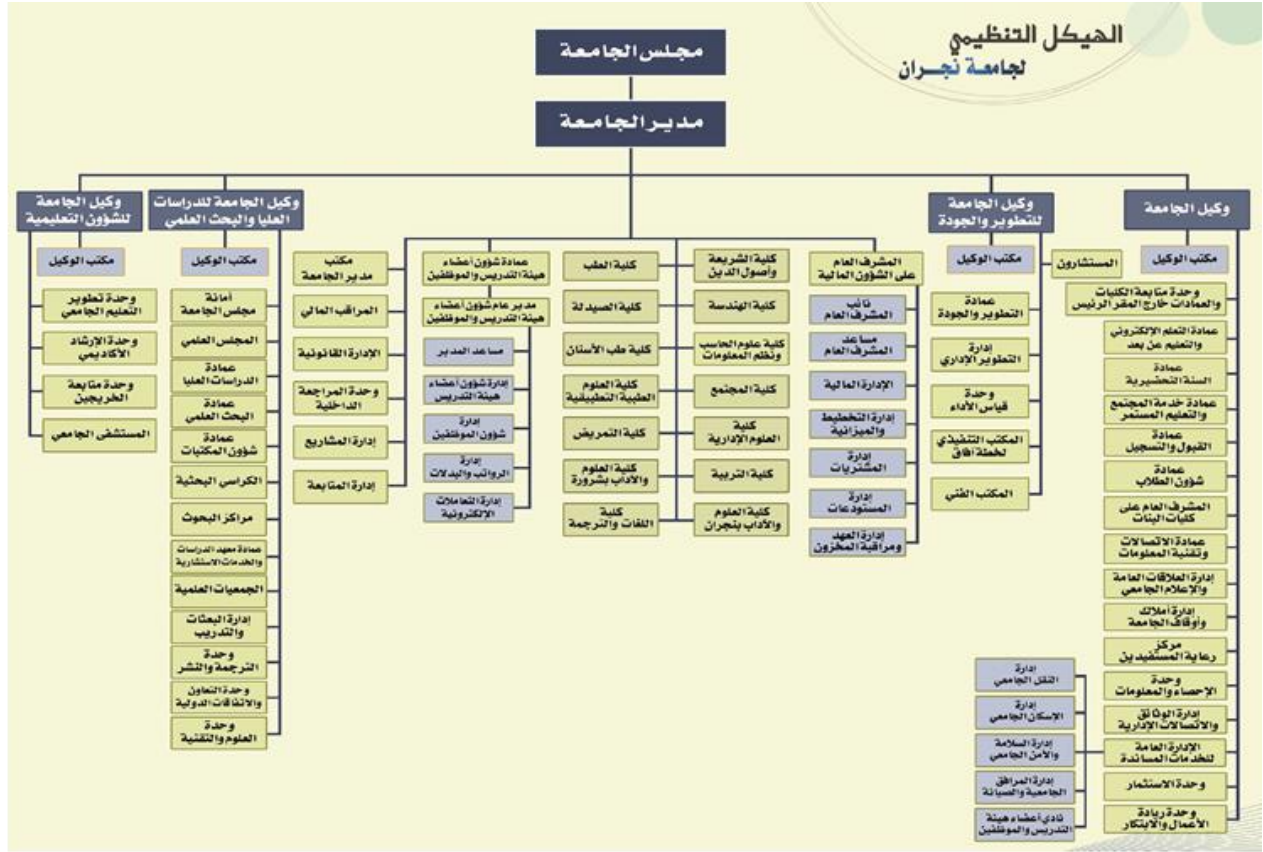 الهيكل التنظيمي
لجامعة نجران
مجلس الجامعة
مدير الجامعة
وكيل الجامعة
مكتب الوكيل
وحدة متابعة الكليات
والعمادات خارج المقر الرئيس
عمادة التعلم الإلكتروني
والتعليم عن بعد
عمادة
السنة التحضيرية
عمادة خدمة المجتمع
والتعليم المستمر
عمادة
القبول والتسجيل
عمادة
شؤون الطلاب
المشرف العام على
كليات البنات
عمادة الاتصالات
وتقنية المعلومات
إدارة العلاقات العامة
والإعلام الجامعي
إدارة أملاك
وأوقاف الجامعة
مركز
رعاية المستفيدين
وحدة
الإحصاء والمعلومات
إدارة الوثائق
والاتصالات الإدارية
الإدارة العامة
للخدمات المساندة
وحدة الاستثمار
وحدة ريادة
الأعمال والابتكار
إدارة
النقل الجامعي
إدارة
الإسكان الجامعي
إدارة السلامة
والأمن الجامعي
إدارة المرافق
الجامعية والصيانة
نادي أعضاء هيئة
التدريس والموظفين
المستشارون
وكيل الجامعة
للتطوير والجودة
مكتب الوكيل
عمادة
التطوير والجودة
إدارة
التطوير الإداري
وحدة
قياس الأداء
المكتب التنفيذي
لخطة آفاق
المكتب الفني
المشرف العام
على الشؤون المالية
نائب
المشرف العام
مساعد
المشرف العام
الإدارة المالية
إدارة التخطيط
والميزانية
إدارة
المشتريات
إدارة
المستودعات
إدارة العهد
ومراقبة المخزون
كلية الشريعة
وأصول الدين
كلية الهندسة
كلية علوم الحاسب
ونظم المعلومات
كلية المجتمع
كلية
العلوم الإدارية
كلية التربية
كلية العلوم
والآداب بنجران
كلية الطب
كلية الصيدلة
كلية طب الأسنان
كلية العلوم
الطبية التطبيقية
كلية التمريض
كلية العلوم
والآداب بشرورة
كلية
اللغات والترجمة
عمادة شؤون أعضاء
هيئة التدريس والموظفين
مدير عام شؤون أعضاء
هيئة التدريس والموظفين
مساعد المدير
إدارة شؤون أعضاء
هيئة التدريس
إدارة
شؤون الموظفين
إدارة
الرواتب والبدلات
إدارة التعاملات
الإلكترونية
مكتب
مدير الجامعة
المراقب المالي
الإدارة القانونية
وحدة المراجعة
الداخلية
إدارة المشاريع
إدارة المتابعة
وكيل الجامعة للدراسات
العليا والبحث العلمي
مكتب الوكيل
أمانة
مجلس الجامعة
المجلس العلمي
عمادة
الدراسات العليا
عمادة
البحث العلمي
عمادة
شؤون المكتبات
الكراسي البحثية
مراكز البحوث
عمادة معهد الدراسات
والخدمات الاستشارية
الجمعيات العلمية
إدارة البعثات
والتدريب
وحدة
الترجمة والنشر
وحدة التعاون
والاتفاقات الدولية
وحدة
العلوم والتقنية
وكيل الجامعة
للشؤون التعليمية
مكتب الوكيل
وحدة تطوير
التعليم الجامعي
وحدة الإرشاد
الأكاديمي
وحدة متابعة
الخريجين
المستشفى الجامعي